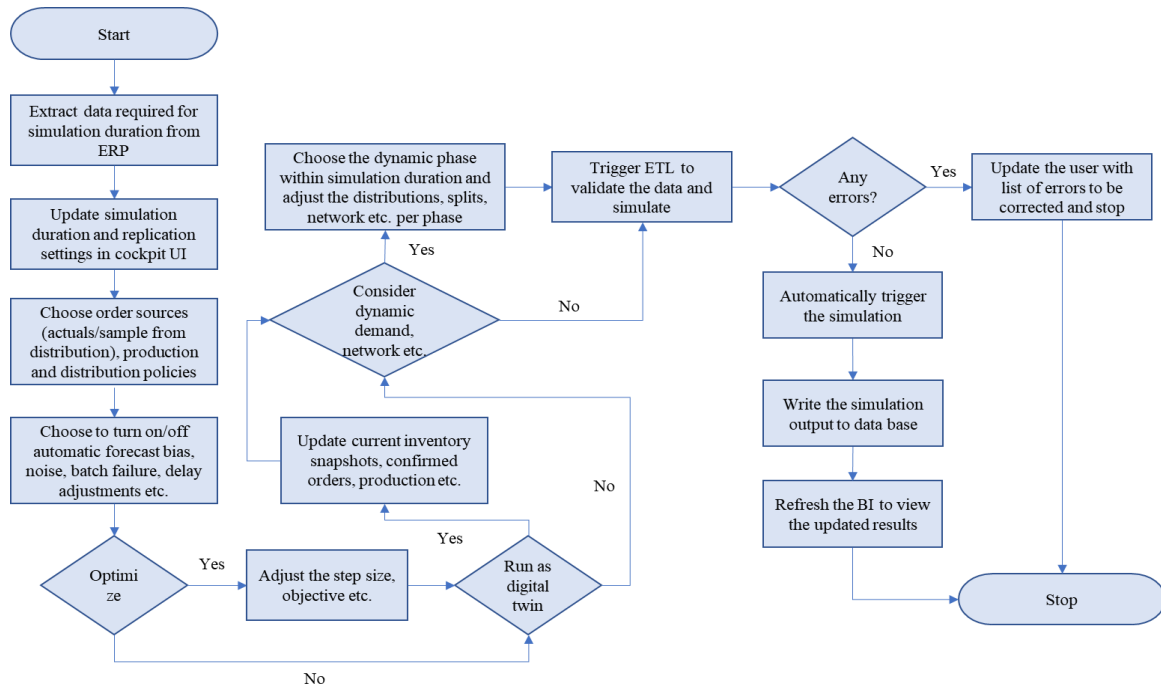 Start
Extract data required for
simulation duration from
ERP
Update simulation
duration and replication
settings in cockpit UI
Choose order sources
(actuals/sample from
distribution), production
and distribution policies
Choose to turn on/off
automatic forecast bias,
noise, batch failure, delay
adjustments etc.
Optimi
ze
Yes
No
Adjust the step size,
objective etc.
Run as
digital
twin
Yes
No
Update current inventory
snapshots, confirmed
orders, production etc.
Consider
dynamic
demand,
network etc.
Yes
No
Choose the dynamic phase
within simulation duration and
adjust the distributions, splits,
network etc. per phase
Trigger ETL to
validate the data and
simulate
Any
errors?
Yes
No
Update the user with
list of errors to be
corrected and stop
Automatically trigger
the simulation
Write the simulation
output to data base
Refresh the BI to view
the updated results
Stop